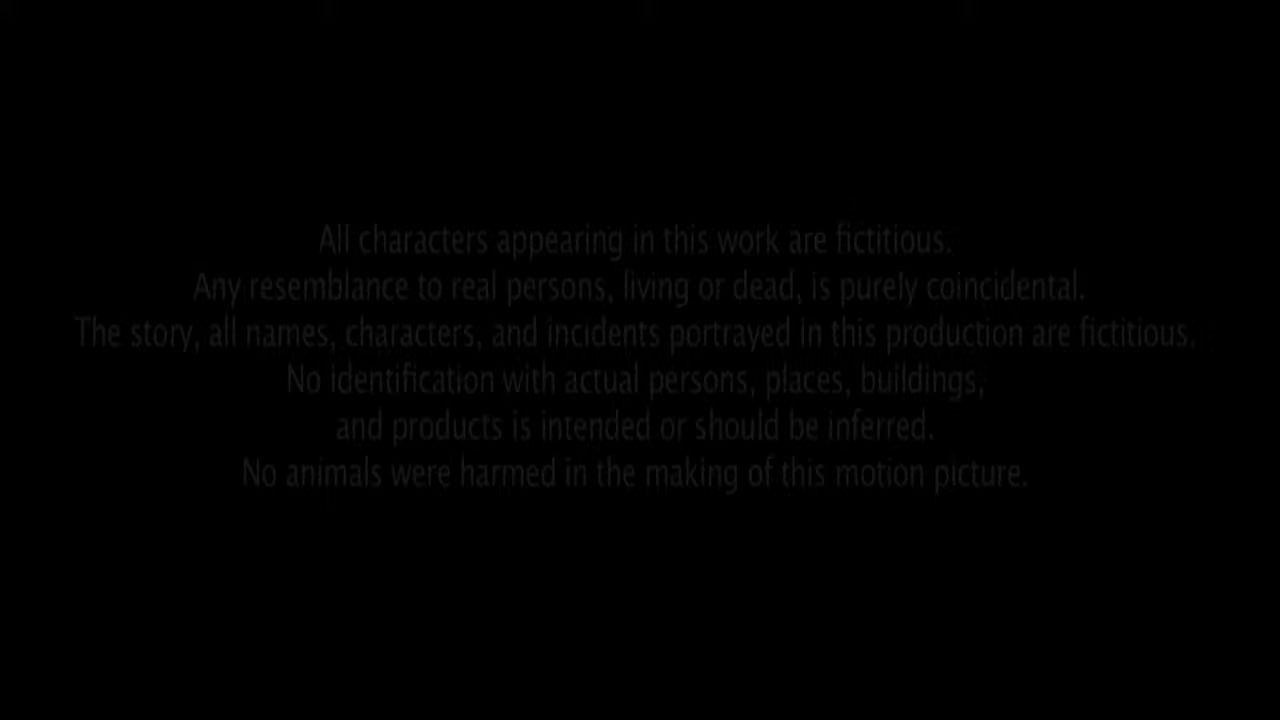 All characters appearing in this work are fictitious.
Any resemblance to real persons, living or dead, is purely coincidental.
The story, all names, characters, and incidents portrayed in this production are fictitious.
No identification with actual persons, places, buildings,
and products is intended or should be inferred.
No animals were harmed in the making of this motion picture.